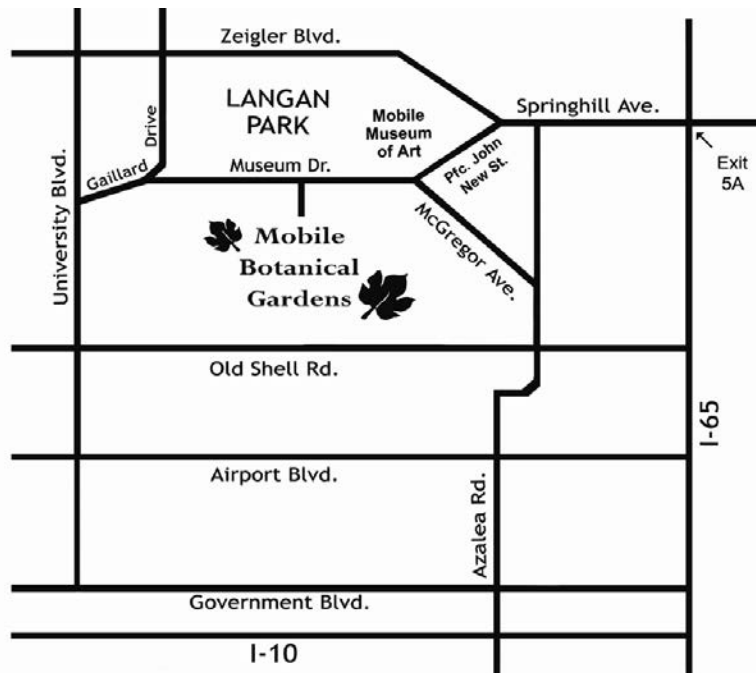 Zeigler Blvd.
LANGAN
PARK
Mobile
Museum
of Art
Springhill Ave.
Exit
5A
Drive
Gaillard
Museum Dr.
Pfc. John
New St.
McGregor Ave.
University Blvd.
Mobile
Botanical
Gardens
Old Shell Rd.
I-65
Airport Blvd.
Azalea Rd.
Government Blvd.
I-10